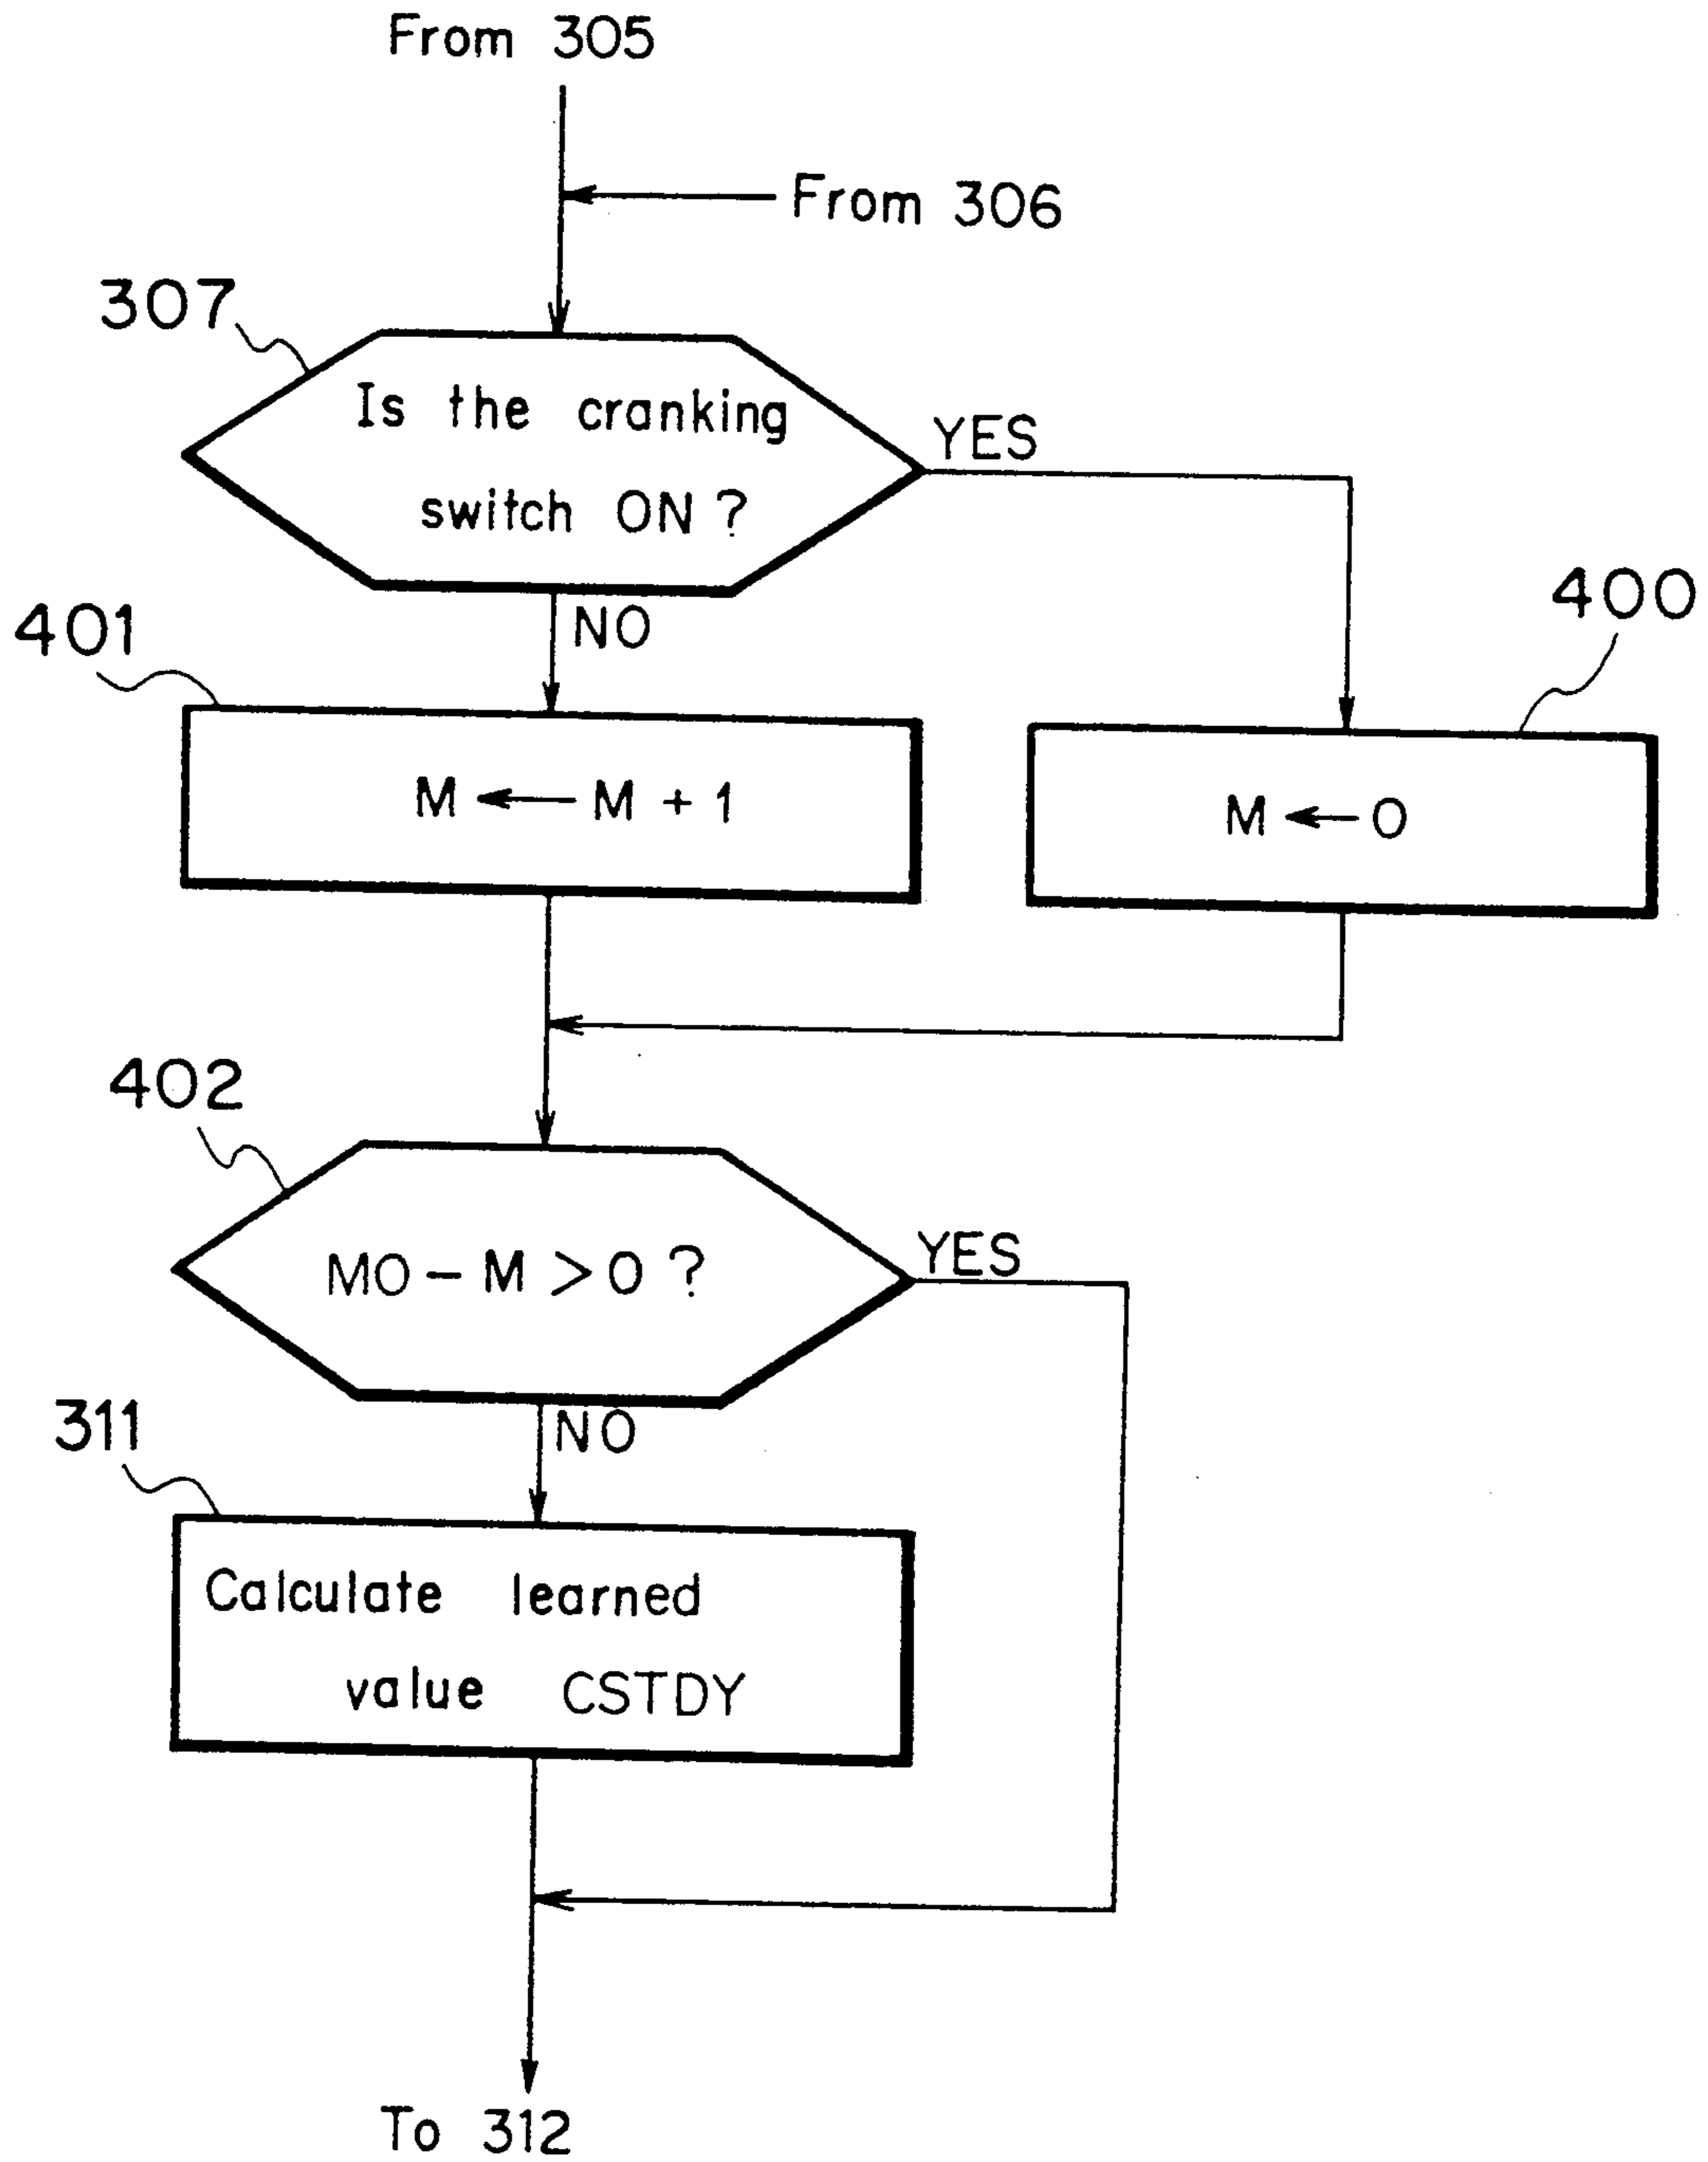 From 305
From 306
307
Is the cranking
switch ON ?
YES
NO
401
400
M ← M + 1
M ← 0
402
MO - M > 0 ?
YES
NO
311
Calculate learned
value CSTDY
To 312